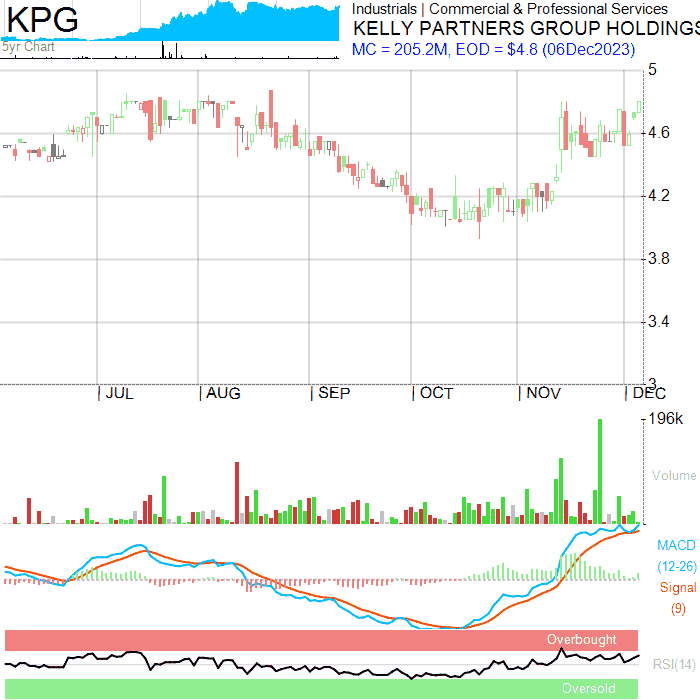 KPG
5yr Chart
Industrials | Commercial & Professional Services
KELLY PARTNERS GROUP HOLDINGS
MC = 205.2M, EOD = $4.8 (06Dec2023)
5
4.6
4.2
3.8
3.4
3
JUL
AUG
SEP
OCT
NOV
DEC
196k
Volume
MACD
(12-26)
Signal
(9)
Overbought
RSI(14)
Oversold